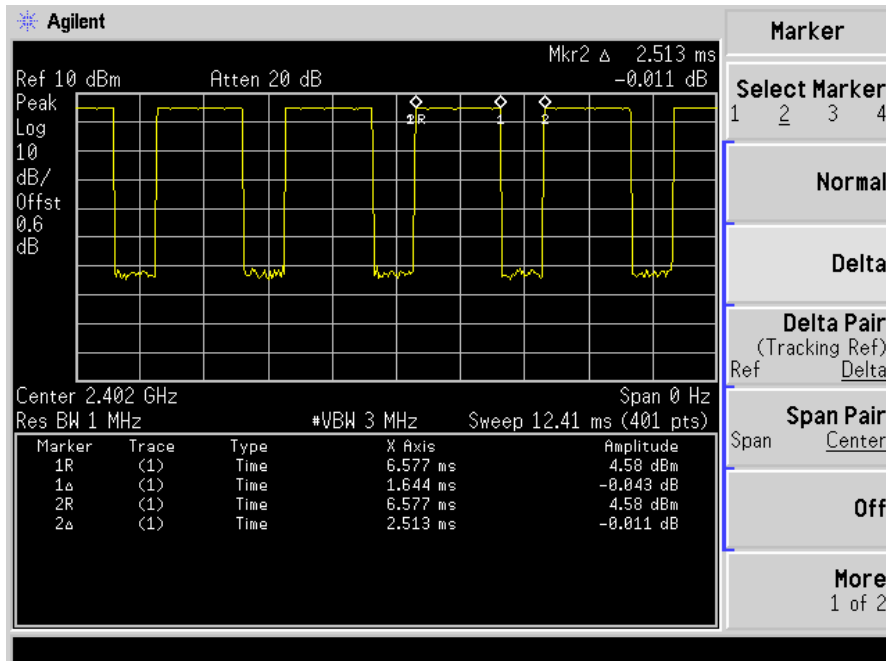 Agilent
Mkr2 Δ 2.513 ms
Ref 10 dBm Atten 20 dB -0.011 dB
Peak
Log
10
dB/
Offst
0.6
dB
1R
1
2
Center 2.402 GHz Span 0 Hz
Res BW 1 MHz #VBW 3 MHz Sweep 12.41 ms (401 pts)
Marker Trace Type X Axis Amplitude
1R (1) Time 6.577 ms 4.58 dBm
1Δ (1) Time 1.644 ms -0.043 dB
2R (1) Time 6.577 ms 4.58 dBm
2Δ (1) Time 2.513 ms -0.011 dB
Marker
Select Marker
1 2 3 4
Normal
Delta
Delta Pair
(Tracking Ref)
Ref Delta
Span Pair
Span Center
Off
More
1 of 2